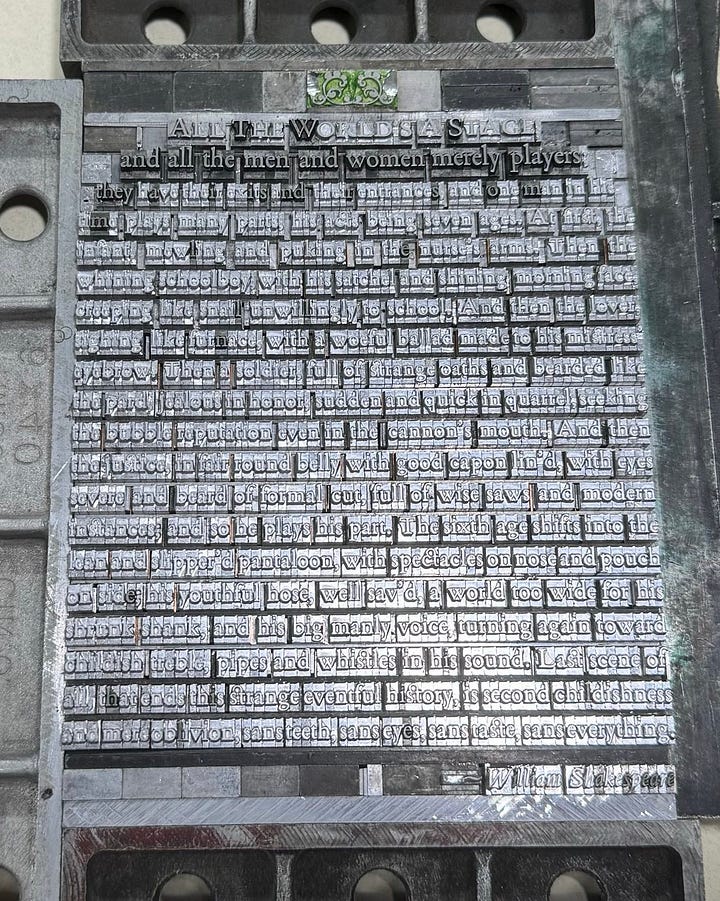 ALL THE WORLD'S A STAGE
and all the men and women merely players;
they have their exits and their entrances, and one man in his
time plays many parts, his acts being seven ages. At first, the
infant, mewling and puking in the nurse's arms. Then the
whining schoolboy, with his satchel and shining morning face,
creeping like snail unwillingly to school. And then the lover,
sighing like furnace, with a woeful ballad made to his mistress'
eyebrow. Then a soldier, full of strange oaths and bearded like
the pard, jealous in honor, sudden and quick in quarrel, seeking
the bubble reputation even in the cannon's mouth. And then
the justice, in fair round belly with good capon lin'd, with eyes
severe and beard of formal cut, full of wise saws and modern
instances; and so he plays his part. The sixth age shifts into the
lean and slipper'd pantaloon, with spectacles on nose and pouch
on side; his youthful hose, well sav'd, a world too wide for his
shrunk shank, and his big manly voice, turning again toward
childish treble, pipes and whistles in his sound. Last scene of
all, that ends this strange eventful history, is second childishness
and mere oblivion, sans teeth, sans eyes, sans taste, sans everything.
William Shakespeare